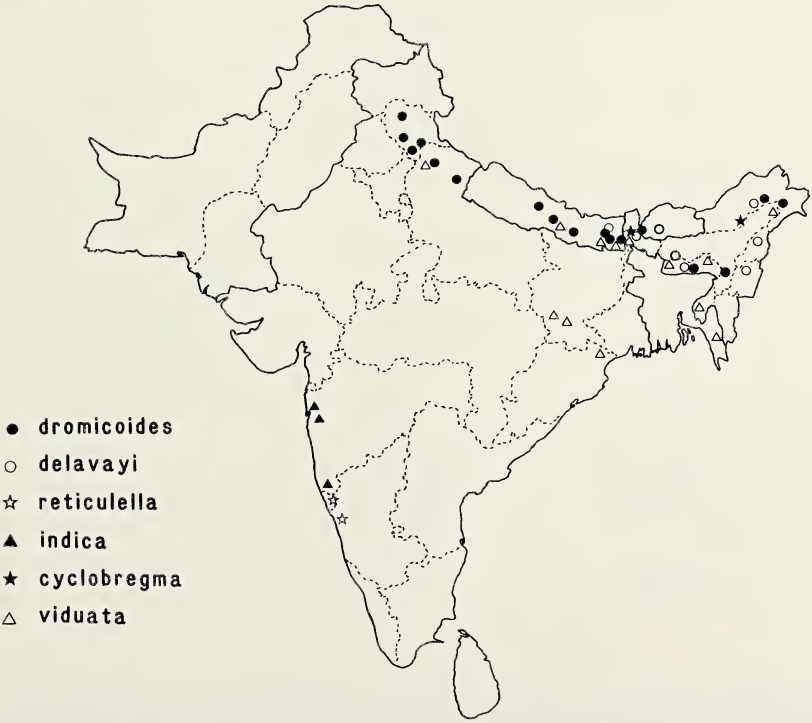 dromicoides
delavayi
reticulella
indica
cyclobregma
viduata